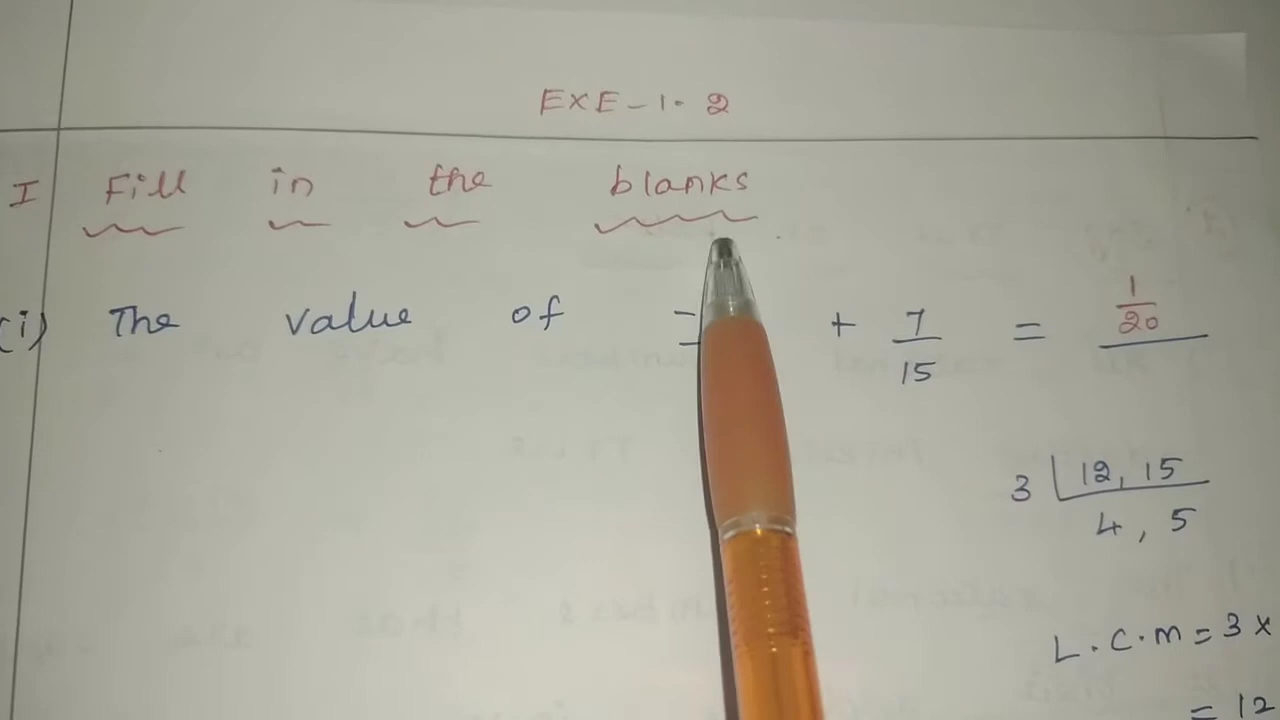 EXE-1.2
I Fill in the blanks
(i) The value of - + 7/15 = 1/20
3 | 12, 15
4, 5
L.C.M = 3 x
= 12